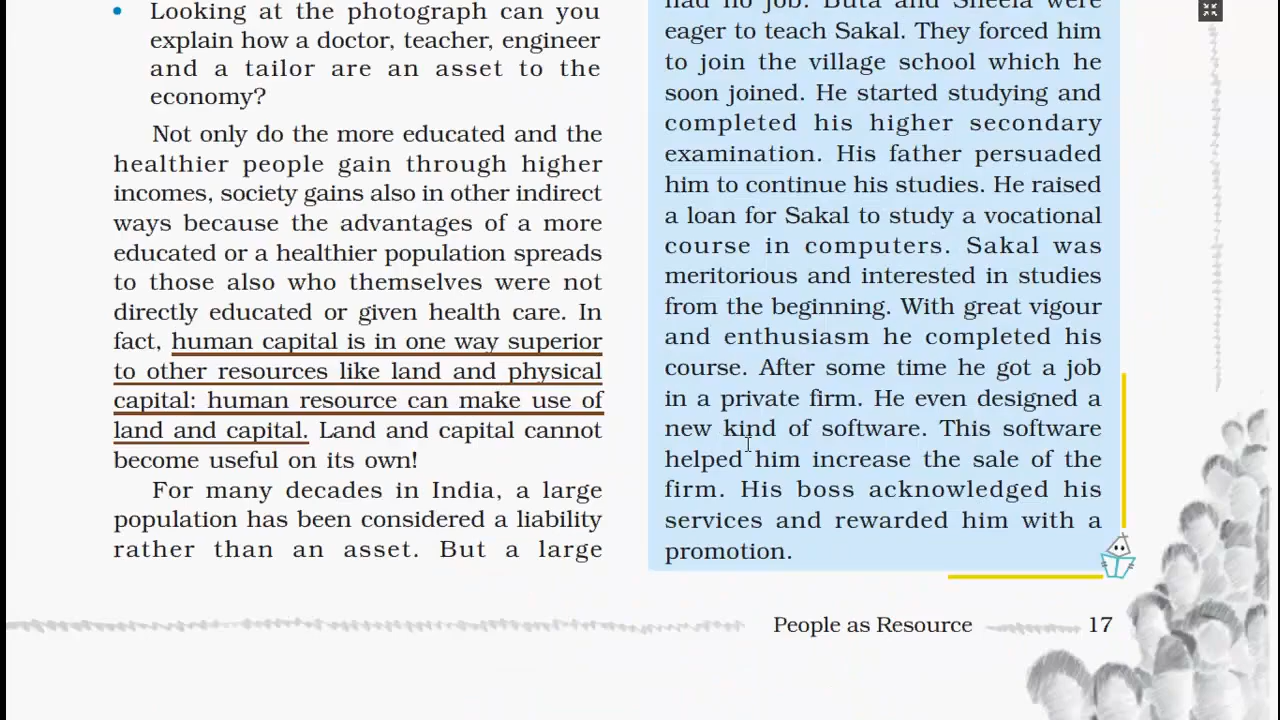 Looking at the photograph can you
explain how a doctor, teacher, engineer
and a tailor are an asset to the
economy?
Not only do the more educated and the
healthier people gain through higher
incomes, society gains also in other indirect
ways because the advantages of a more
educated or a healthier population spreads
to those also who themselves were not
directly educated or given health care. In
fact, human capital is in one way superior
to other resources like land and physical
capital: human resource can make use of
land and capital. Land and capital cannot
become useful on its own!
For many decades in India, a large
population has been considered a liability
rather than an asset. But a large
had no job. Buta and Sheela were
eager to teach Sakal. They forced him
to join the village school which he
soon joined. He started studying and
completed his higher secondary
examination. His father persuaded
him to continue his studies. He raised
a loan for Sakal to study a vocational
course in computers. Sakal was
meritorious and interested in studies
from the beginning. With great vigour
and enthusiasm he completed his
course. After some time he got a job
in a private firm. He even designed a
new kind of software. This software
helped him increase the sale of the
firm. His boss acknowledged his
services and rewarded him with a
promotion.
People as Resource 17